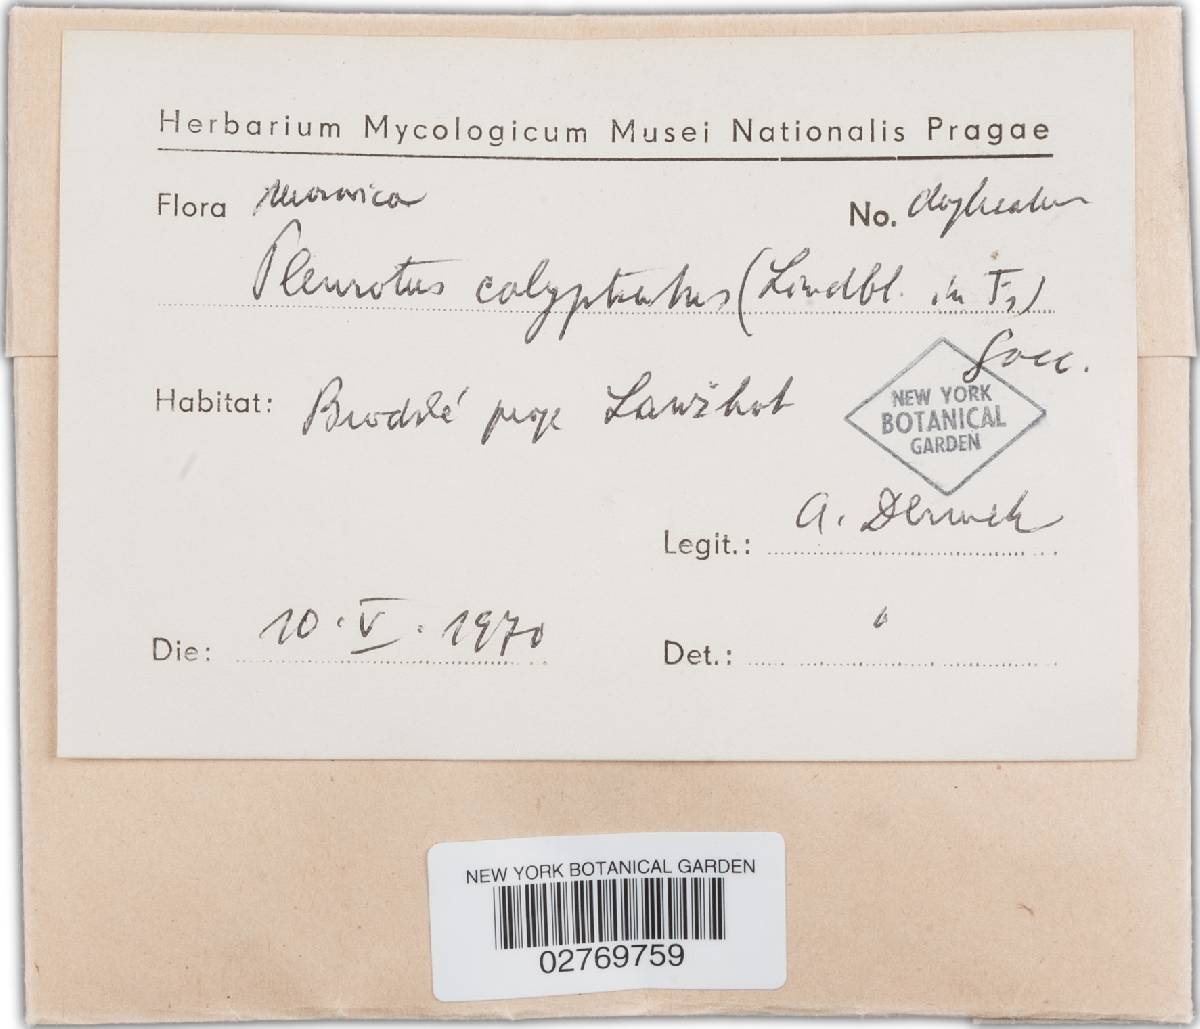 Herbarium Mycologicum Musei Nationalis Pragae
Flora Moravica No. duplicatum
Pleurotus calyptratus (Lindbl. in Fr)
Sacc.
Habitat: Brodské prope Lanžhot
NEW YORK
BOTANICAL
GARDEN
Legit.: A. Dermek
Die: 10. V. 1970
Det.: "
NEW YORK BOTANICAL GARDEN
02769759